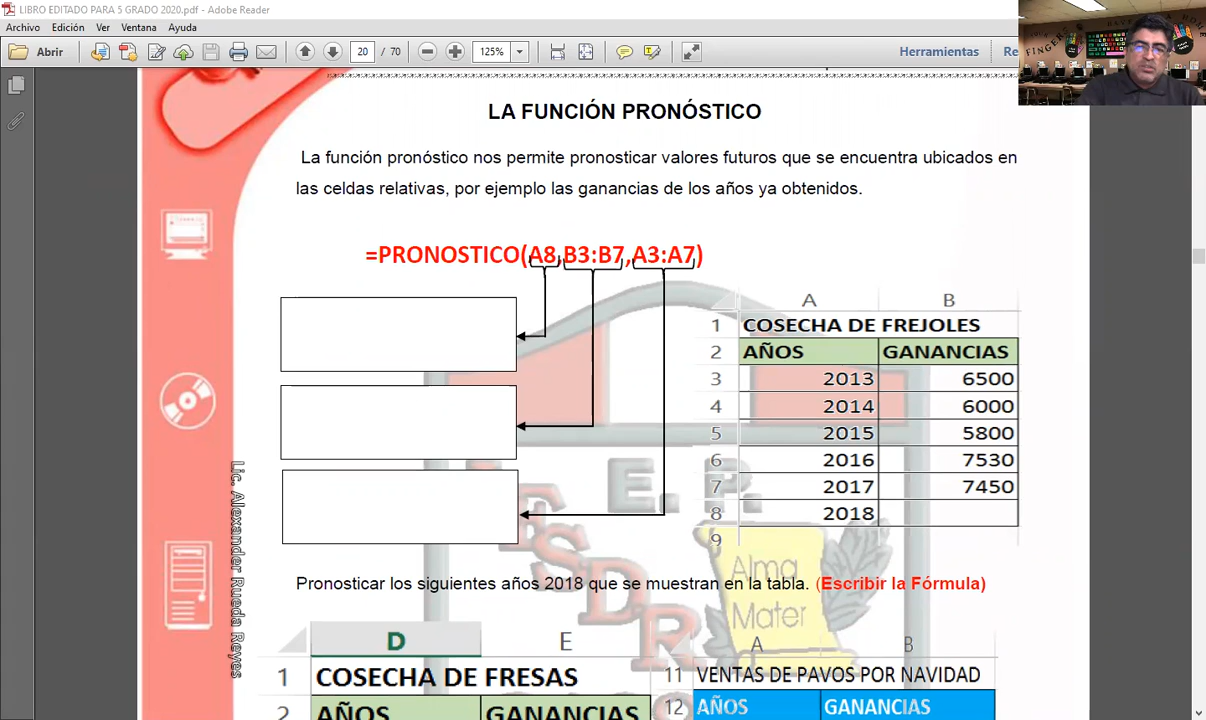 LIBRO EDITADO PARA 5 GRADO 2020.pdf - Adobe Reader
Archivo Edición Ver Ventana Ayuda
Abrir 20 / 70 125% Herramientas Re
LA FUNCIÓN PRONÓSTICO
La función pronóstico nos permite pronosticar valores futuros que se encuentra ubicados en
las celdas relativas, por ejemplo las ganancias de los años ya obtenidos.
=PRONOSTICO(A8,B3:B7,A3:A7)
A B
1 COSECHA DE FREJOLES
2 AÑOS GANANCIAS
3 2013 6500
4 2014 6000
5 2015 5800
6 2016 7530
7 2017 7450
8 2018
9
E. P.
Alma
Mater
Lic. Alexander Rueda Reyes
Pronosticar los siguientes años 2018 que se muestran en la tabla. (Escribir la Fórmula)
D E
1 COSECHA DE FRESAS
2 AÑOS GANANCIAS
A B
11 VENTAS DE PAVOS POR NAVIDAD
12 AÑOS GANANCIAS